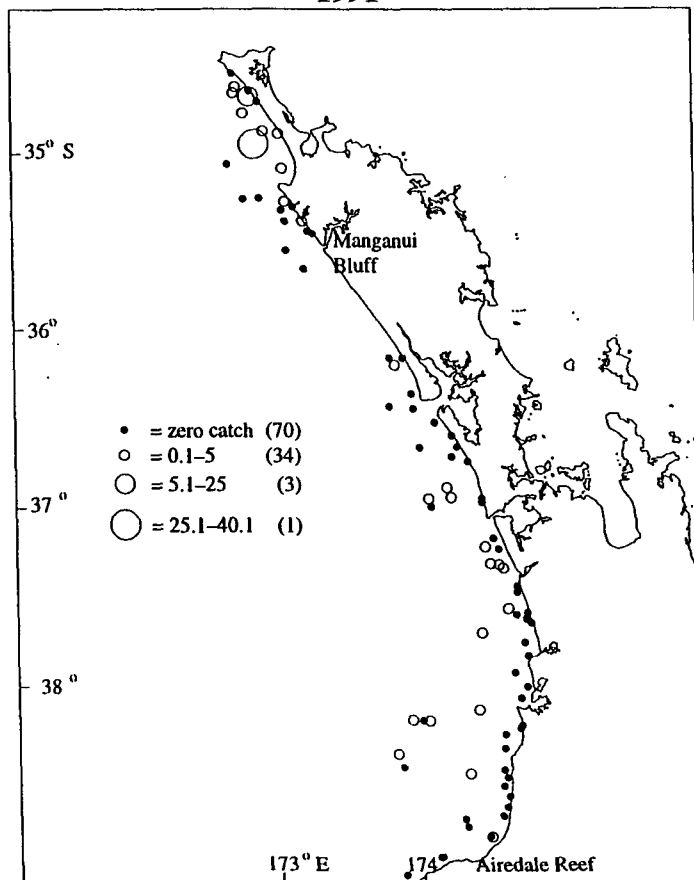 35° S
Manganui
Bluff
36°
• = zero catch (70)
○ = 0.1–5 (34)
○ = 5.1–25 (3)
○ = 25.1–40.1 (1)
37°
38°
173° E
174°
Airedale Reef